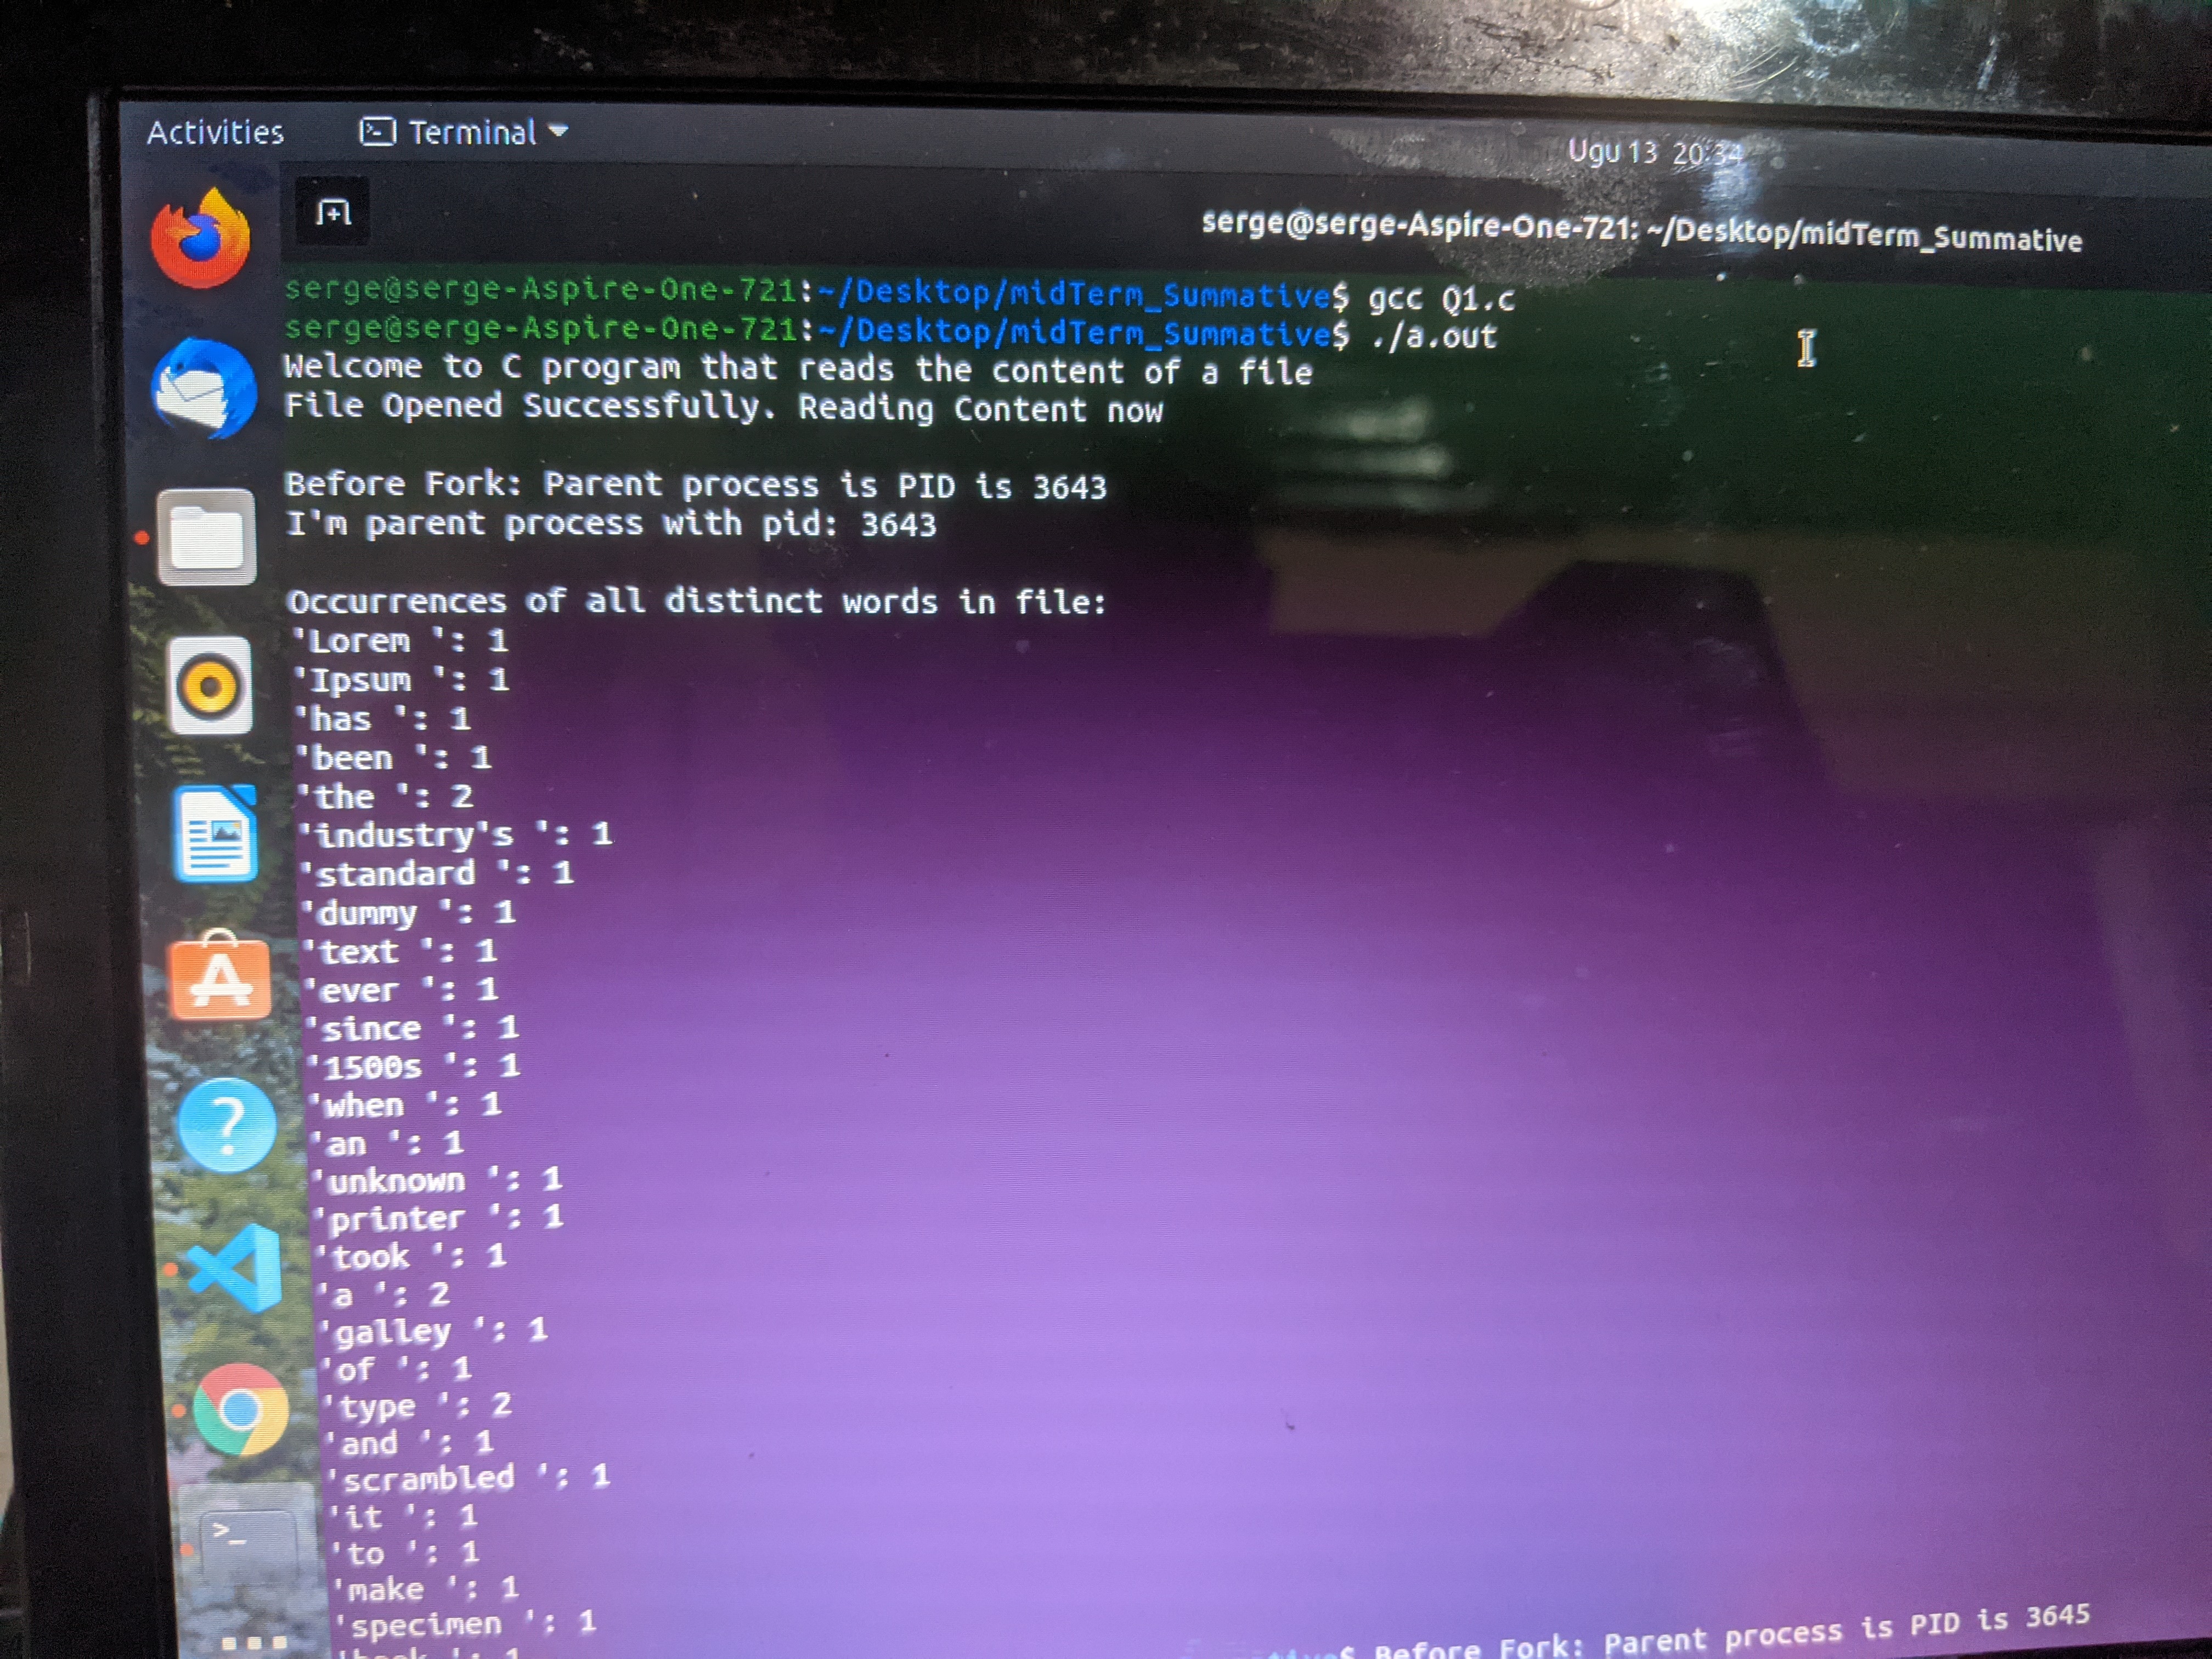 Activities
Terminal
Ugu 13 20:34
serge@serge-Aspire-One-721: ~/Desktop/midTerm_Summative
serge@serge-Aspire-One-721:~/Desktop/midTerm_Summative$ gcc Q1.c
serge@serge-Aspire-One-721:~/Desktop/midTerm_Summative$ ./a.out
Welcome to C program that reads the content of a file
File Opened Successfully. Reading Content now
Before Fork: Parent process is PID is 3643
I'm parent process with pid: 3643
Occurrences of all distinct words in file:
'Lorem ': 1
'Ipsum ': 1
'has ': 1
'been ': 1
'the ': 2
'industry's ': 1
'standard ': 1
'dummy ': 1
'text ': 1
'ever ': 1
'since ': 1
'1500s ': 1
'when ': 1
'an ': 1
'unknown ': 1
'printer ': 1
'took ': 1
'a ': 2
'galley ': 1
'of ': 1
'type ': 2
'and ': 1
'scrambled ': 1
'it ': 1
'to ': 1
'make ': 1
'specimen ': 1
$ Before Fork: Parent process is PID is 3645